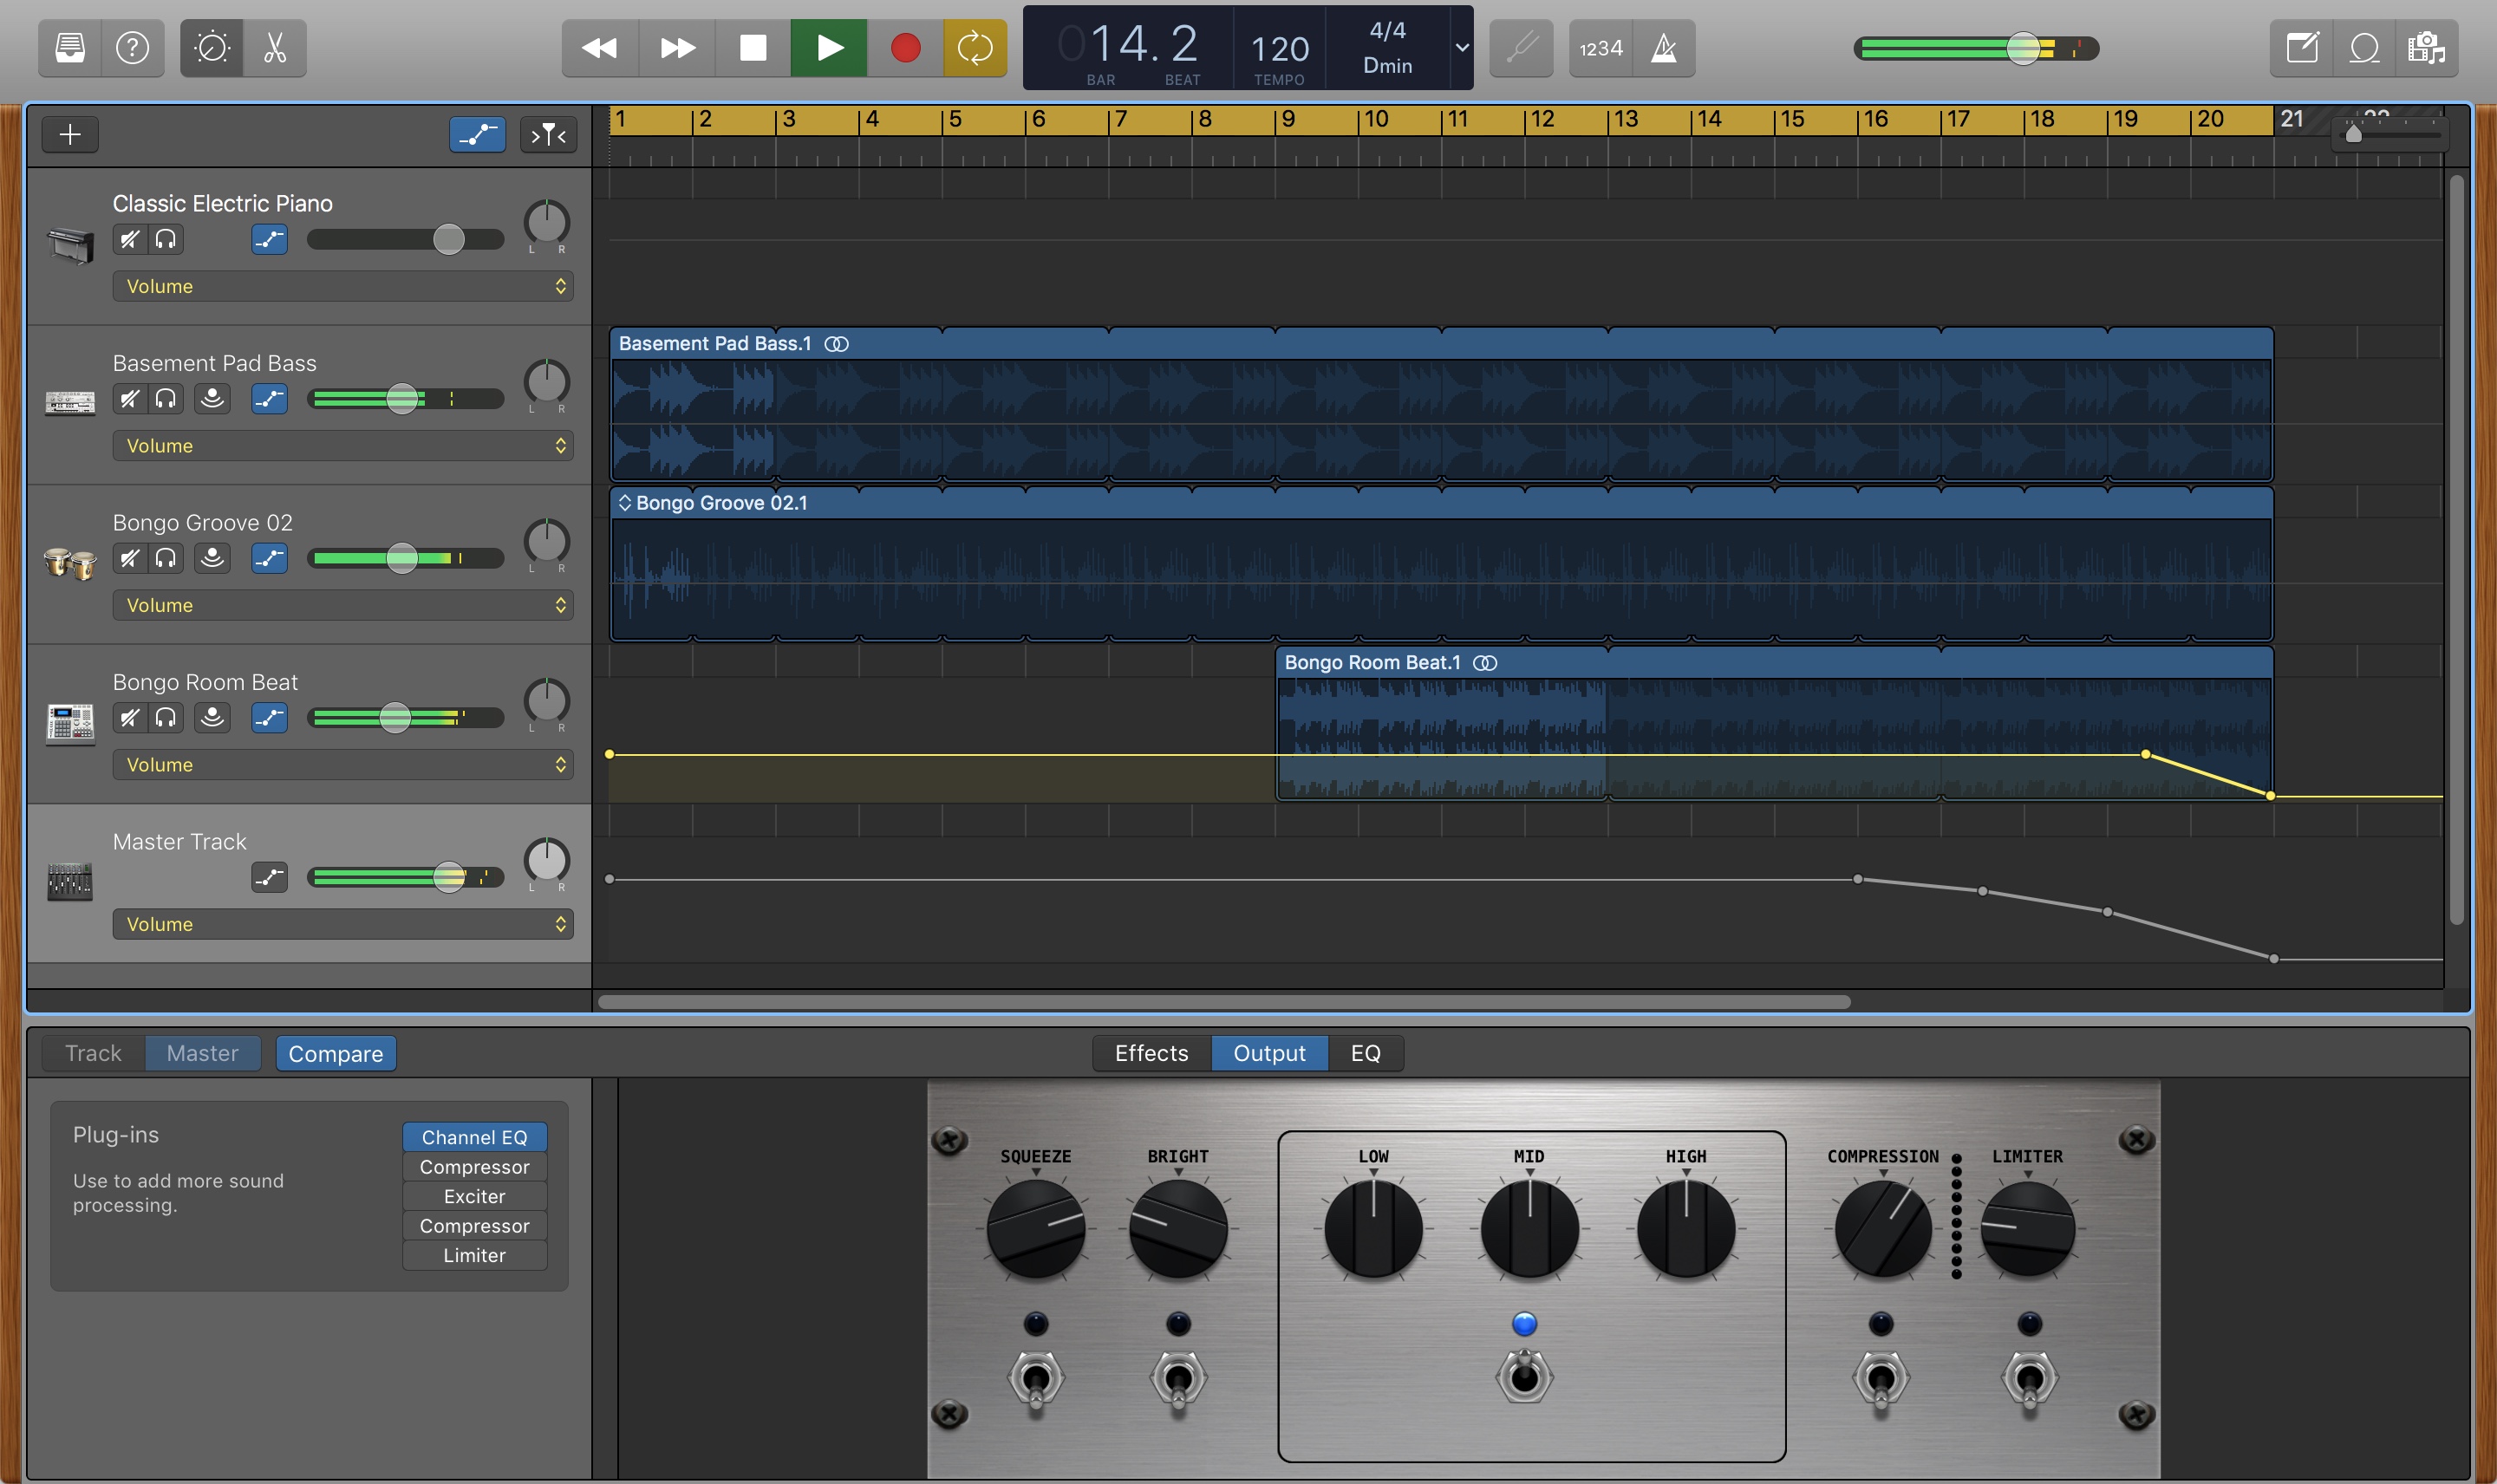 014.2
BAR BEAT
120
TEMPO
4/4
Dmin
1234
1 2 3 4 5 6 7 8 9 10 11 12 13 14 15 16 17 18 19 20 21
Classic Electric Piano
L R
Volume
Basement Pad Bass
L R
Volume
Basement Pad Bass.1
Bongo Groove 02
L R
Volume
Bongo Groove 02.1
Bongo Room Beat
L R
Volume
Bongo Room Beat.1
Master Track
L R
Volume
Track Master Compare
Effects Output EQ
Plug-ins
Use to add more sound
processing.
Channel EQ
Compressor
Exciter
Compressor
Limiter
SQUEEZE BRIGHT LOW MID HIGH COMPRESSION LIMITER